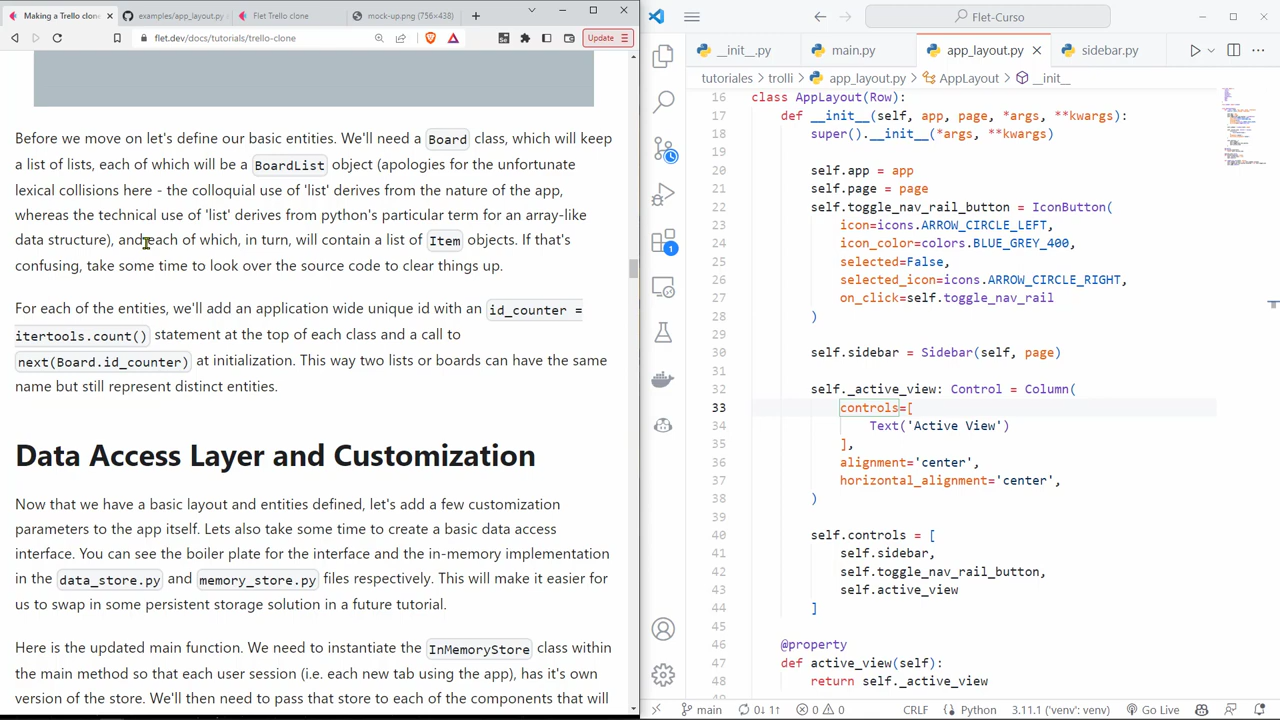 Making a Trello clone
examples/app_layout.py
Flet Trello clone
mock-up.png (756×438)
flet.dev/docs/tutorials/trello-clone
Update
Before we move on let's define our basic entities. We'll need a Board class which will keep
a list of lists, each of which will be a BoardList object (apologies for the unfortunate
lexical collisions here - the colloquial use of 'list' derives from the nature of the app,
whereas the technical use of 'list' derives from python's particular term for an array-like
data structure), and each of which, in turn, will contain a list of Item objects. If that's
confusing, take some time to look over the source code to clear things up.
For each of the entities, we'll add an application wide unique id with an id_counter =
itertools.count() statement at the top of each class and a call to
next(Board.id_counter) at initialization. This way two lists or boards can have the same
name but still represent distinct entities.
Data Access Layer and Customization
Now that we have a basic layout and entities defined, let's add a few customization
parameters to the app itself. Lets also take some time to create a basic data access
interface. You can see the boiler plate for the interface and the in-memory implementation
in the data_store.py and memory_store.py files respectively. This will make it easier for
us to swap in some persistent storage solution in a future tutorial.
Here is the updated main function. We need to instantiate the InMemoryStore class within
the main method so that each user session (i.e. each new tab using the app), has it's own
version of the store. We'll then need to pass that store to each of the components that will
Flet-Curso
__init__.py
main.py
app_layout.py
sidebar.py
tutoriales > trolli > app_layout.py > AppLayout > __init__
16 class AppLayout(Row):
17 def __init__(self, app, page, *args, **kwargs):
18 super().__init__(*args, **kwargs)
19
20 self.app = app
21 self.page = page
22 self.toggle_nav_rail_button = IconButton(
23 icon=icons.ARROW_CIRCLE_LEFT,
24 icon_color=colors.BLUE_GREY_400,
25 selected=False,
26 selected_icon=icons.ARROW_CIRCLE_RIGHT,
27 on_click=self.toggle_nav_rail
28 )
29
30 self.sidebar = Sidebar(self, page)
31
32 self._active_view: Control = Column(
33 controls=[
34 Text('Active View')
35 ],
36 alignment='center',
37 horizontal_alignment='center',
38 )
39
40 self.controls = [
41 self.sidebar,
42 self.toggle_nav_rail_button,
43 self.active_view
44 ]
45
46 @property
47 def active_view(self):
48 return self._active_view
1
main
0↓ 1↑
0
0
CRLF
Python
3.11.1 ('venv': venv)
Go Live